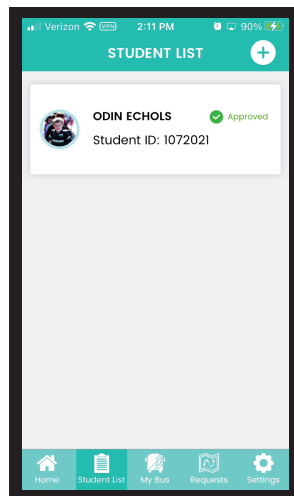 Verizon VPN 2:11 PM 90%
STUDENT LIST
ODIN ECHOLS Approved
Student ID: 1072021
Home Student List My Bus Requests Settings